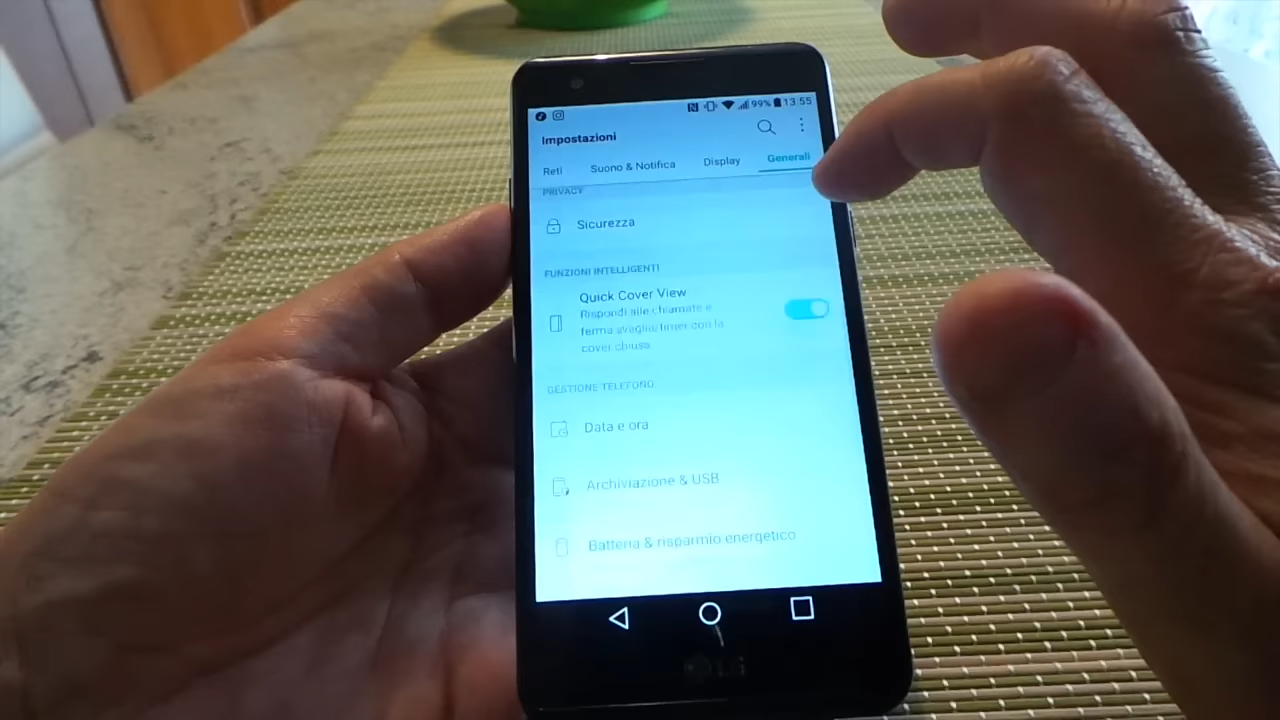 99% 13:55
Impostazioni
Reti Suono & Notifica Display Generali
PRIVACY
Sicurezza
FUNZIONI INTELLIGENTI
Quick Cover View
Rispondi alle chiamate e
ferma sveglia/timer con la
cover chiusa
GESTIONE TELEFONO
Data e ora
Archiviazione & USB
Batteria & risparmio energetico
LG